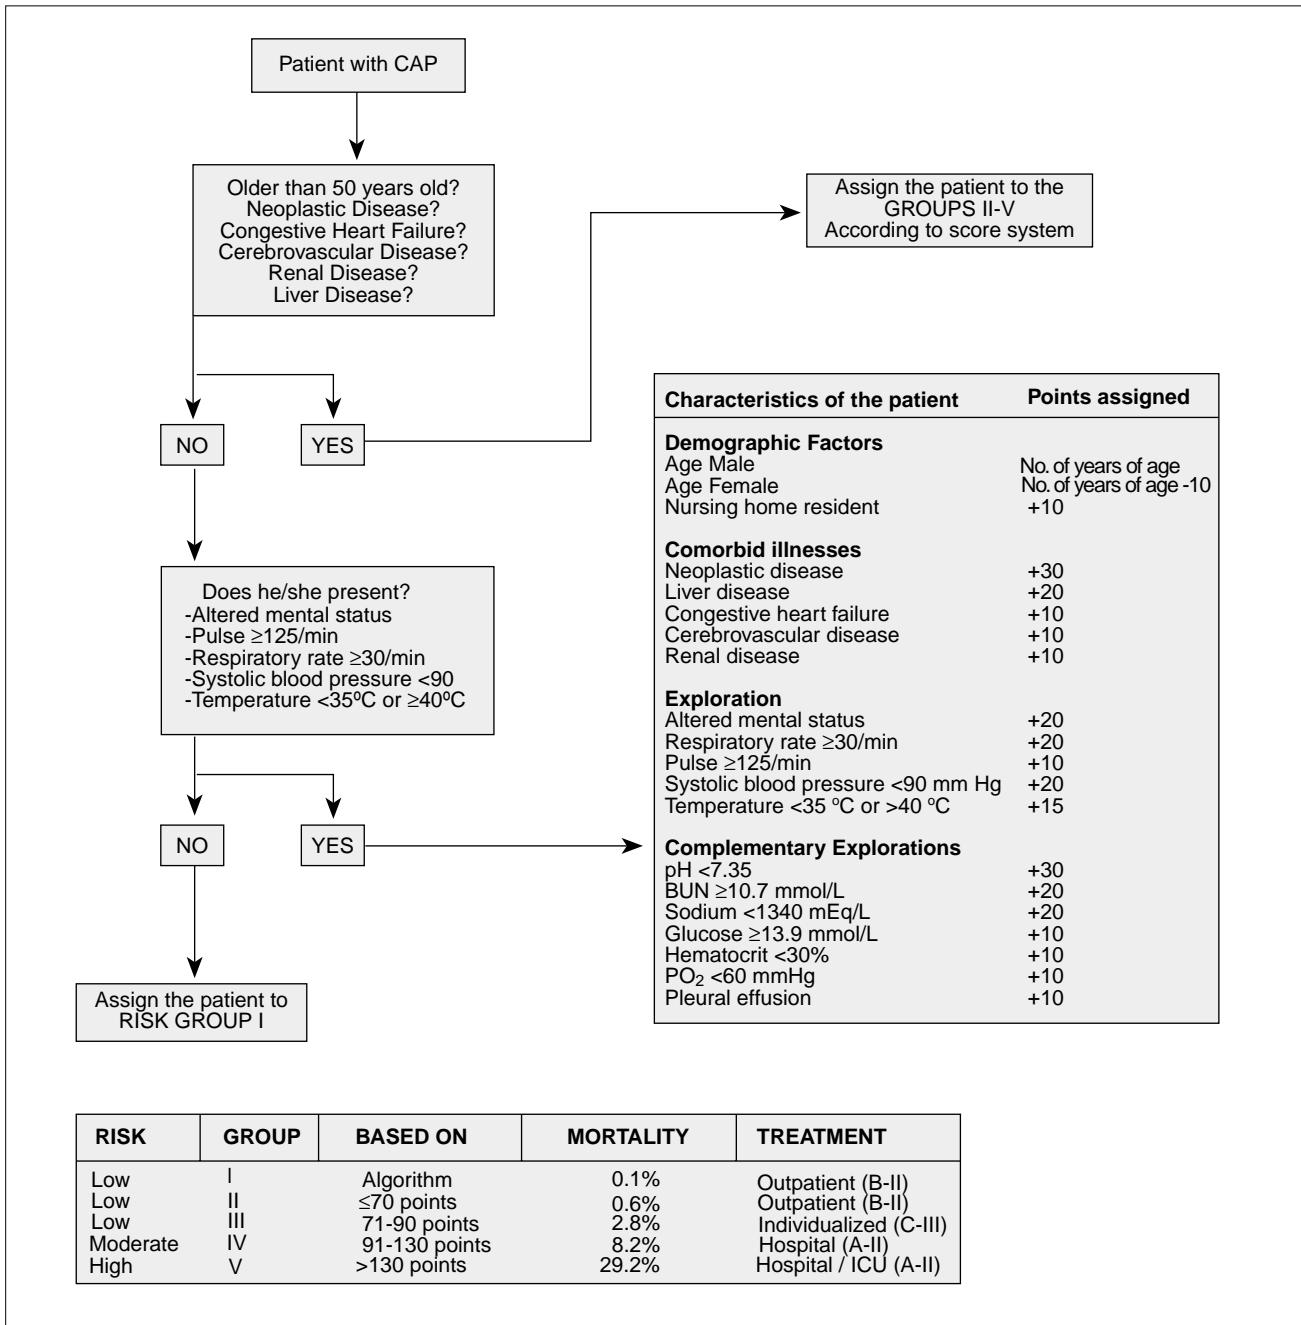 Patient with CAP
Older than 50 years old?
Neoplastic Disease?
Congestive Heart Failure?
Cerebrovascular Disease?
Renal Disease?
Liver Disease?
Assign the patient to the
GROUPS II-V
According to score system
NO
YES
Does he/she present?
-Altered mental status
-Pulse ≥125/min
-Respiratory rate ≥30/min
-Systolic blood pressure <90
-Temperature <35ºC or ≥40ºC
NO
YES
Assign the patient to
RISK GROUP I
Characteristics of the patient Points assigned
Demographic Factors
Age Male No. of years of age
Age Female No. of years of age -10
Nursing home resident +10
Comorbid illnesses
Neoplastic disease +30
Liver disease +20
Congestive heart failure +10
Cerebrovascular disease +10
Renal disease +10
Exploration
Altered mental status +20
Respiratory rate ≥30/min +20
Pulse ≥125/min +10
Systolic blood pressure <90 mm Hg +20
Temperature <35 ºC or >40 ºC +15
Complementary Explorations
pH <7.35 +30
BUN ≥10.7 mmol/L +20
Sodium <1340 mEq/L +20
Glucose ≥13.9 mmol/L +10
Hematocrit <30% +10
PO2 <60 mmHg +10
Pleural effusion +10
RISK GROUP BASED ON MORTALITY TREATMENT
Low I Algorithm 0.1% Outpatient (B-II)
Low II ≤70 points 0.6% Outpatient (B-II)
Low III 71-90 points 2.8% Individualized (C-III)
Moderate IV 91-130 points 8.2% Hospital (A-II)
High V >130 points 29.2% Hospital / ICU (A-II)